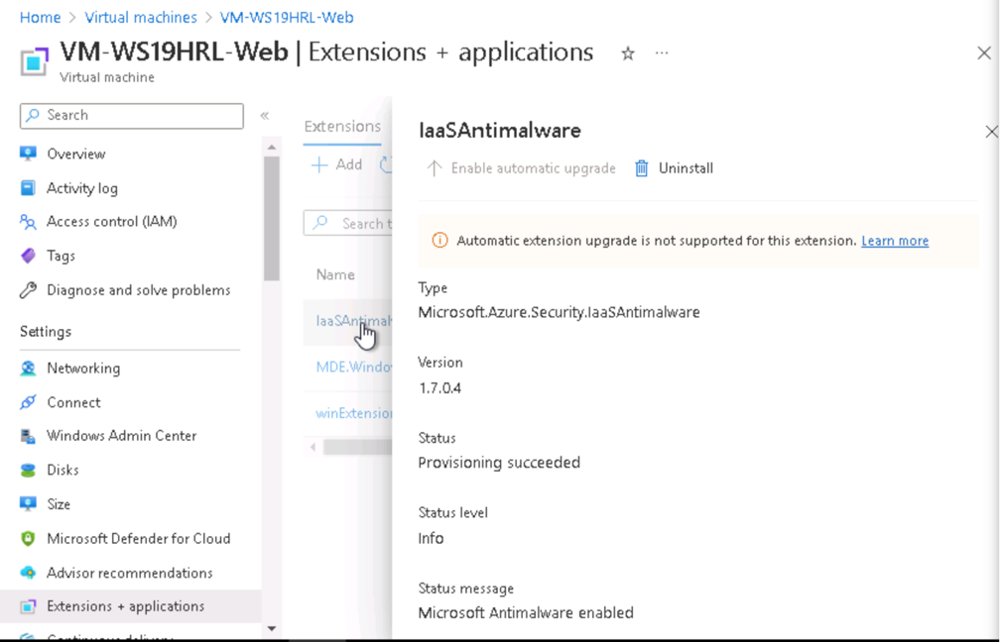 Home > Virtual machines > VM-WS19HRL-Web
VM-WS19HRL-Web | Extensions + applications
Virtual machine
Search
Overview
Activity log
Access control (IAM)
Tags
Diagnose and solve problems
Settings
Networking
Connect
Windows Admin Center
Disks
Size
Microsoft Defender for Cloud
Advisor recommendations
Extensions + applications
Continuous delivery
Extensions
Add
Search t
Name
IaaSAntimal
MDE.Windo
winExtension
IaaSAntimalware
Enable automatic upgrade
Uninstall
Automatic extension upgrade is not supported for this extension. Learn more
Type
Microsoft.Azure.Security.IaaSAntimalware
Version
1.7.0.4
Status
Provisioning succeeded
Status level
Info
Status message
Microsoft Antimalware enabled